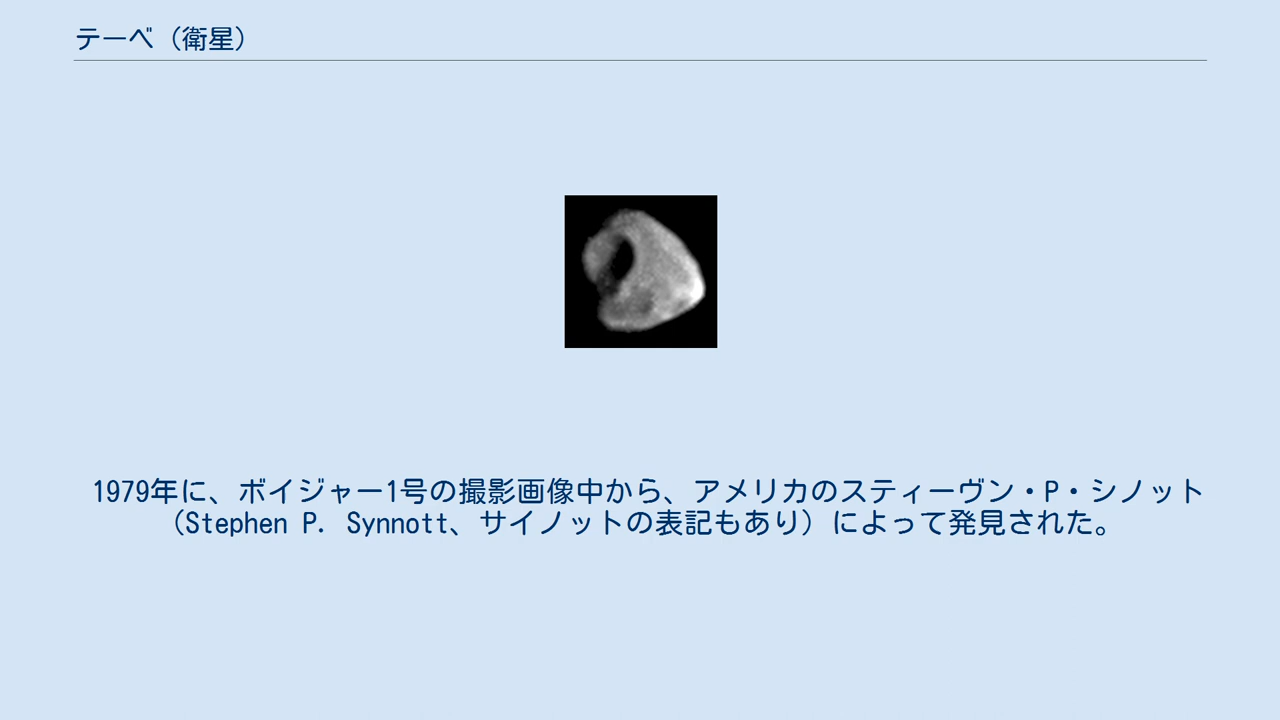 テーベ（衛星）
1979年に、ボイジャー1号の撮影画像中から、アメリカのスティーヴン・P・シノット
（Stephen P. Synnott、サイノットの表記もあり）によって発見された。